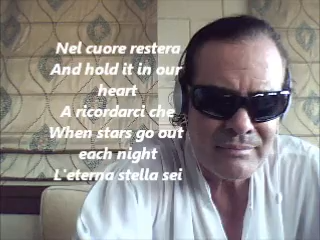 Nel cuore restera
And hold it in our
heart
A ricordarci che
When stars go out
each night
L'eterna stella sei